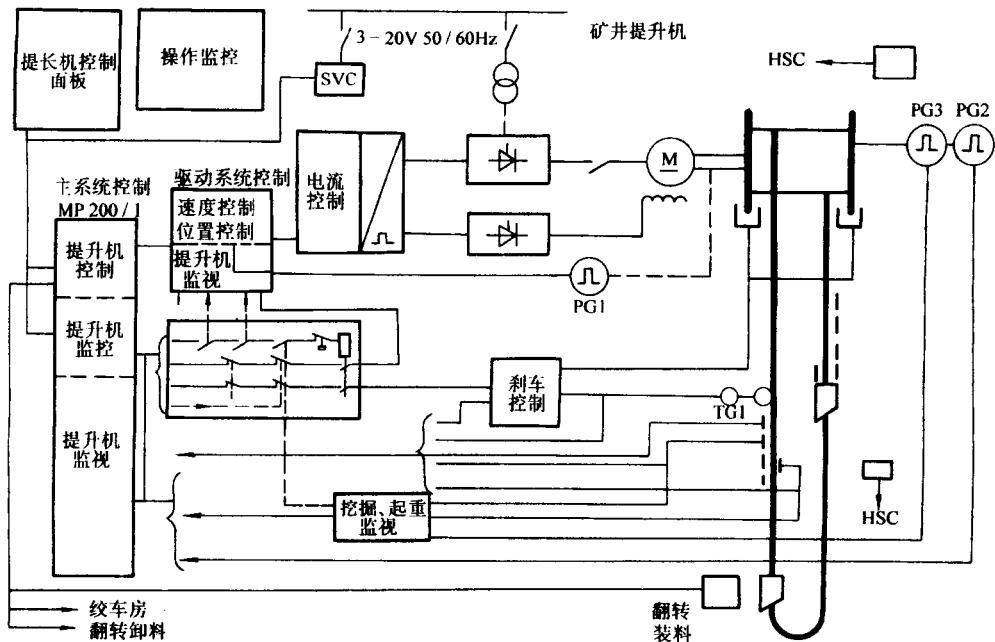 提长机控制
面板
操作监控
3-20V 50/60Hz
SVC
矿井提升机
HSC
PG3
PG2
主系统控制
MP 200/1
驱动系统控制
速度控制
位置控制
提升机
监视
电流
控制
M
提升机
控制
PG1
提升机
监控
刹车
控制
TG1
提升机
监视
挖掘、起重
监视
HSC
绞车房
翻转卸料
翻转
装料